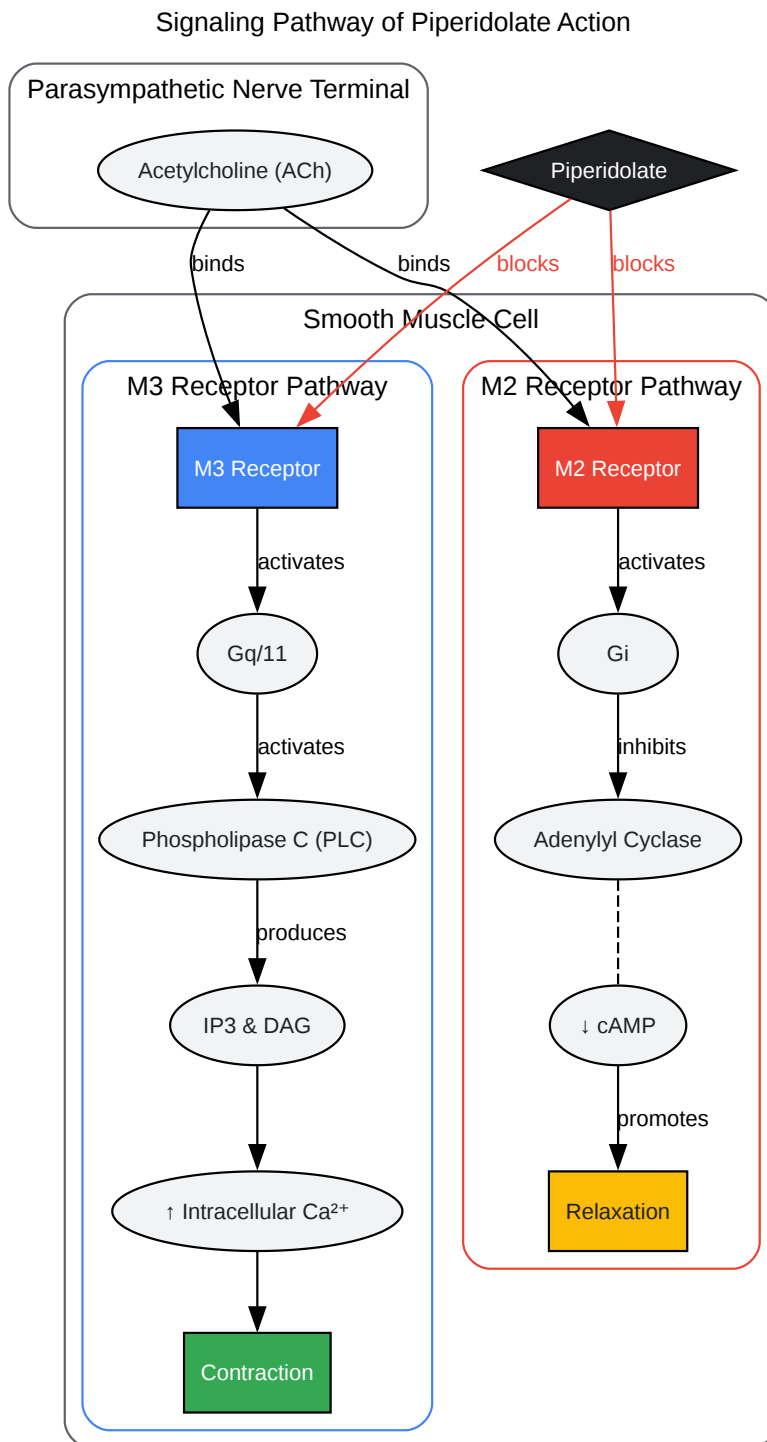 Signaling Pathway of Piperidolate Action
Parasympathetic Nerve Terminal
Acetylcholine (ACh)
Piperidolate
binds
binds
blocks
blocks
Smooth Muscle Cell
M3 Receptor Pathway
M2 Receptor Pathway
M3 Receptor
M2 Receptor
activates
activates
Gq/11
Gi
activates
inhibits
Phospholipase C (PLC)
Adenylyl Cyclase
produces
IP3 & DAG
↓ cAMP
promotes
↑ Intracellular Ca²⁺
Relaxation
Contraction